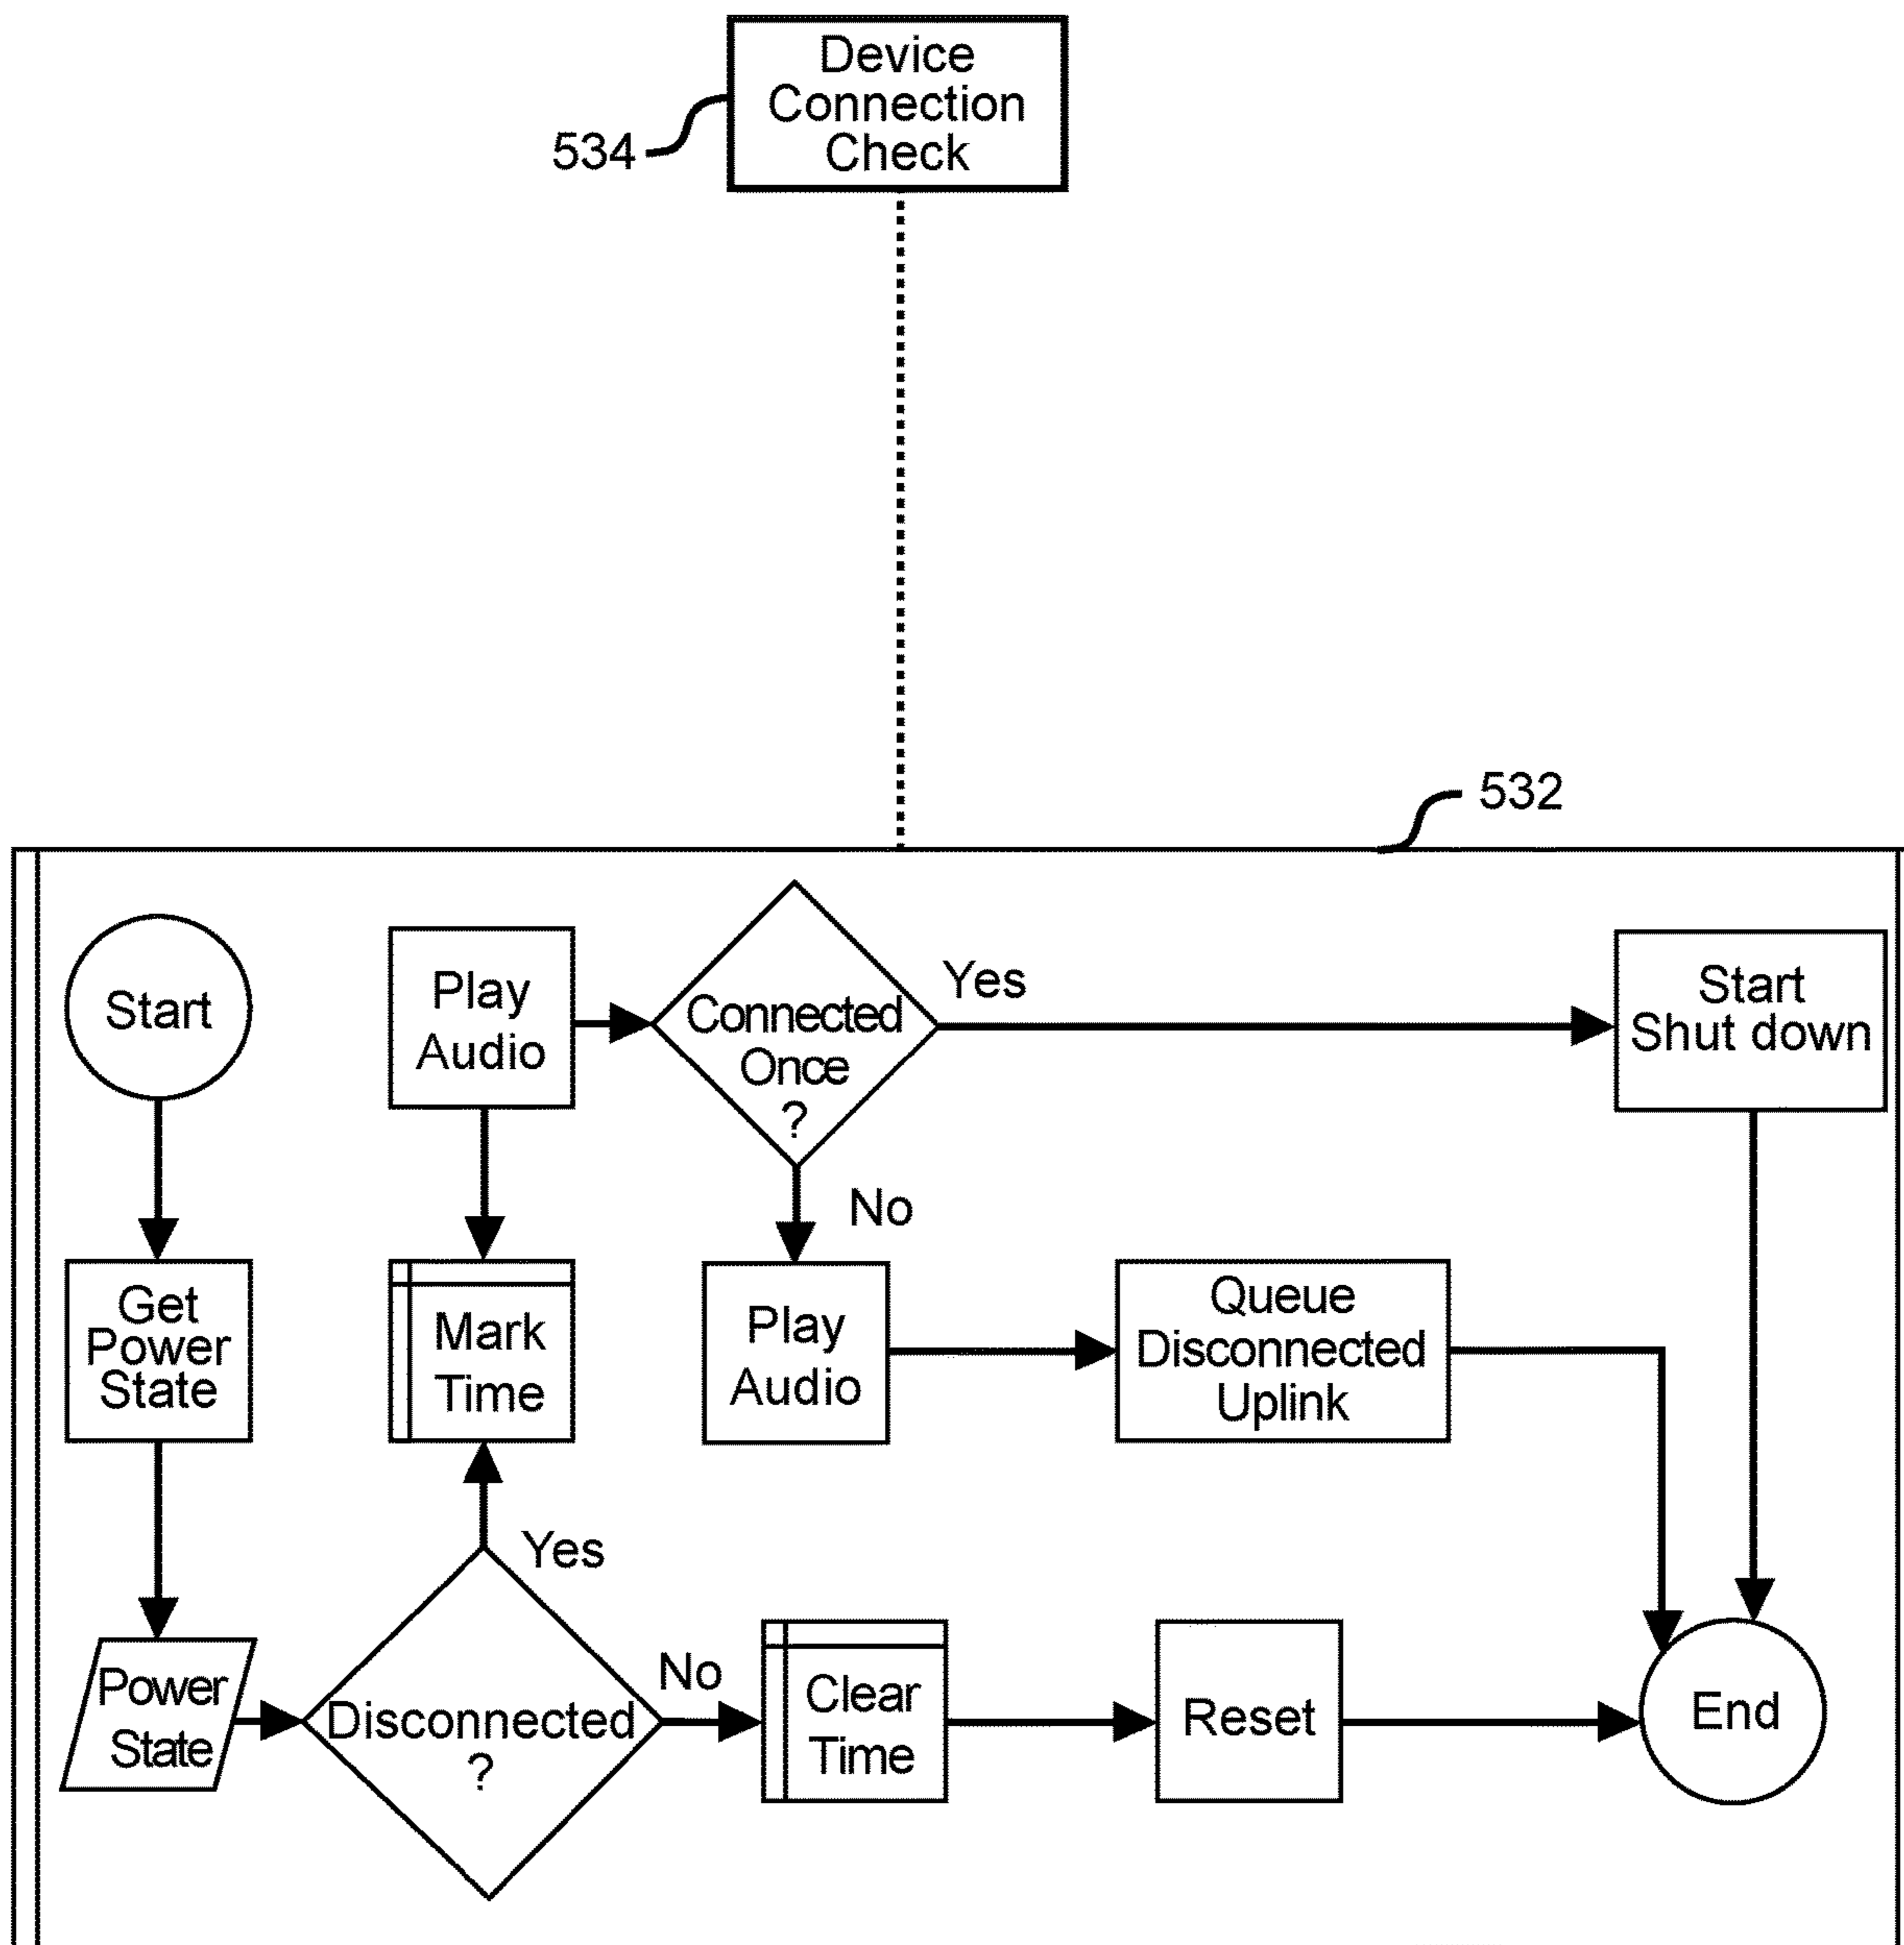 Device
Connection
Check
534
532
Start
Play
Audio
Connected
Once
?
Yes
Start
Shut down
No
Get
Power
State
Mark
Time
Play
Audio
Queue
Disconnected
Uplink
Yes
Power
State
Disconnected
?
No
Clear
Time
Reset
End